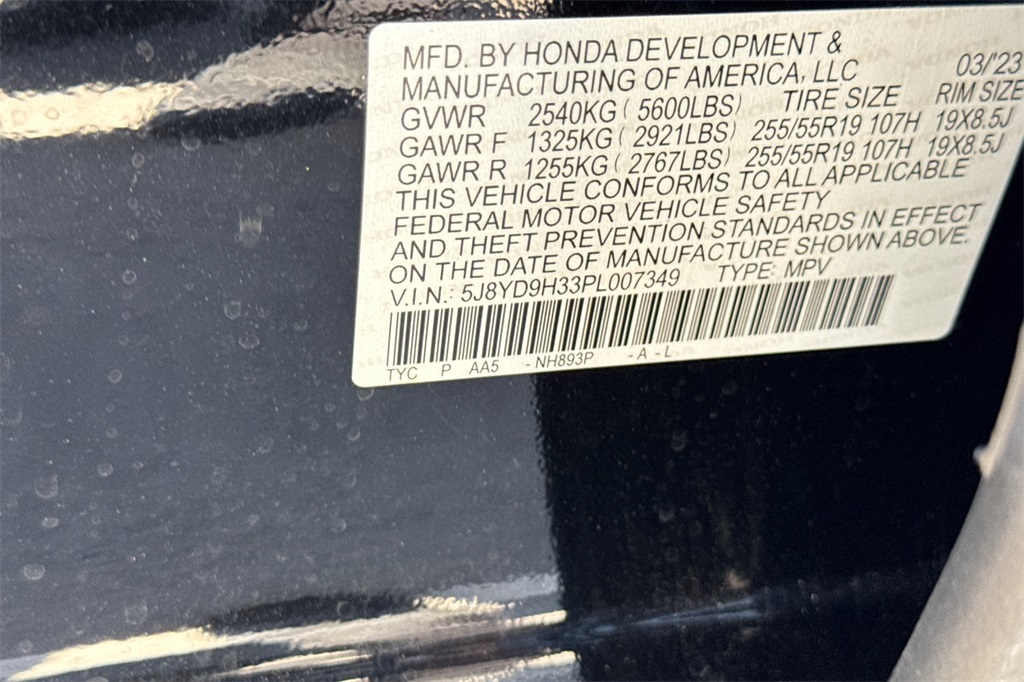 MFD. BY HONDA DEVELOPMENT &
MANUFACTURING OF AMERICA, LLC 03/'23
GVWR 2540KG ( 5600LBS) TIRE SIZE RIM SIZE
GAWR F 1325KG ( 2921LBS) 255/55R19 107H 19X8.5J
GAWR R 1255KG ( 2767LBS) 255/55R19 107H 19X8.5J
THIS VEHICLE CONFORMS TO ALL APPLICABLE
FEDERAL MOTOR VEHICLE SAFETY
AND THEFT PREVENTION STANDARDS IN EFFECT
ON THE DATE OF MANUFACTURE SHOWN ABOVE.
V.I.N.: 5J8YD9H33PL007349 TYPE: MPV
TYC P AA5 - NH893P - A - L